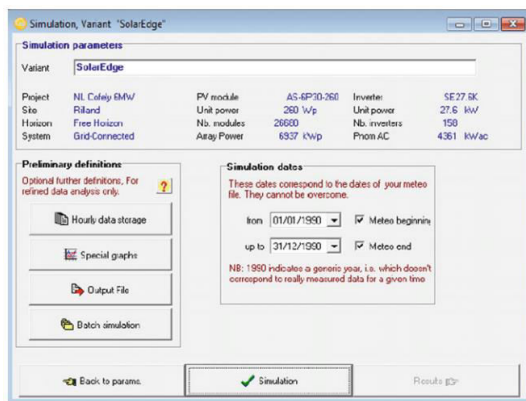 Simulation, Variant "SolarEdge"
Simulation parameters
Variant SolarEdge
Project NL Cofely 6MW PV module AS-6P30-260 Inverter SE27.6K
Site Rilland Unit power 260 Wp Unit power 27.6 kW
Horizon Free Horizon Nb. modules 26680 Nb. inverters 158
System Grid-Connected Array Power 6937 kWp Pnom AC 4361 kWac
Preliminary definitions
Optional further definitions, For
refined data analysis only.
?
Hourly data storage
Special graphs
Output File
Batch simulation
Simulation dates
These dates correspond to the dates of your meteo
file. They cannot be overcome.
from 01/01/1990 Meteo beginning
up to 31/12/1990 Meteo end
NB: 1990 indicates a generic year, i.e. which doesn't
correspond to really measured data for a given time
Back to params.
Simulation
Results